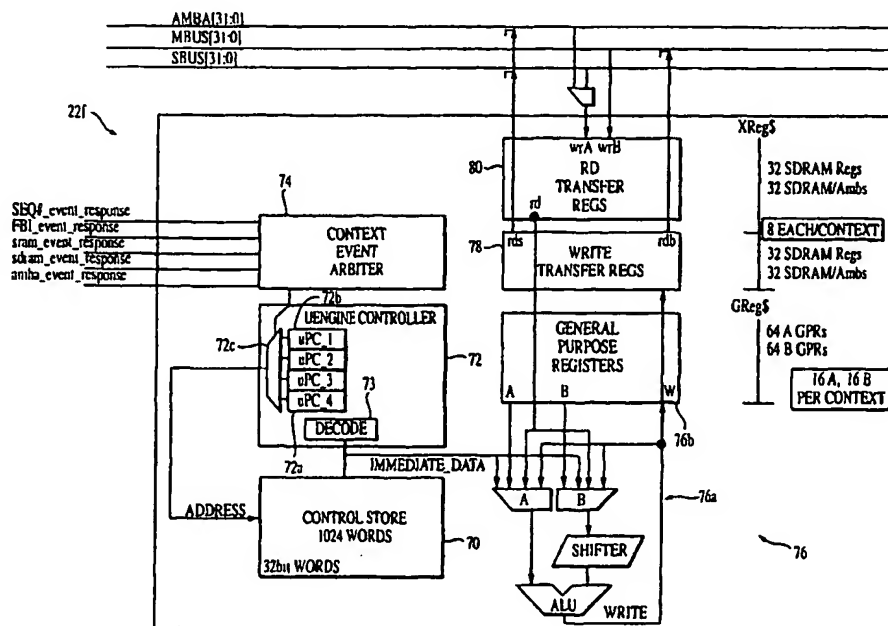 AMBA[31:0]
MBUS[31:0]
SBUS[31:0]
22f
80
wrA wrB
RD
TRANSFER
REGS
rd
XReg$
32 SDRAM Regs
32 SDRAM/Ambs
8 EACH/CONTEXT
32 SDRAM Regs
32 SDRAM/Ambs
74
SEQ#_event_response
FBI_event_response
sram_event_response
sdram_event_response
amba_event_response
CONTEXT
EVENT
ARBITER
78
rds
rdb
WRITE
TRANSFER REGS
GReg$
64 A GPRs
64 B GPRs
16 A, 16 B
PER CONTEXT
72b
UENGINE CONTROLLER
72c
uPC_1
uPC_2
uPC_3
uPC_4
72
73
DECODE
72a
GENERAL
PURPOSE
REGISTERS
A
B
W
76b
IMMEDIATE_DATA
ADDRESS
CONTROL STORE
1024 WORDS
32bit WORDS
70
A
B
76a
SHIFTER
76
ALU
WRITE